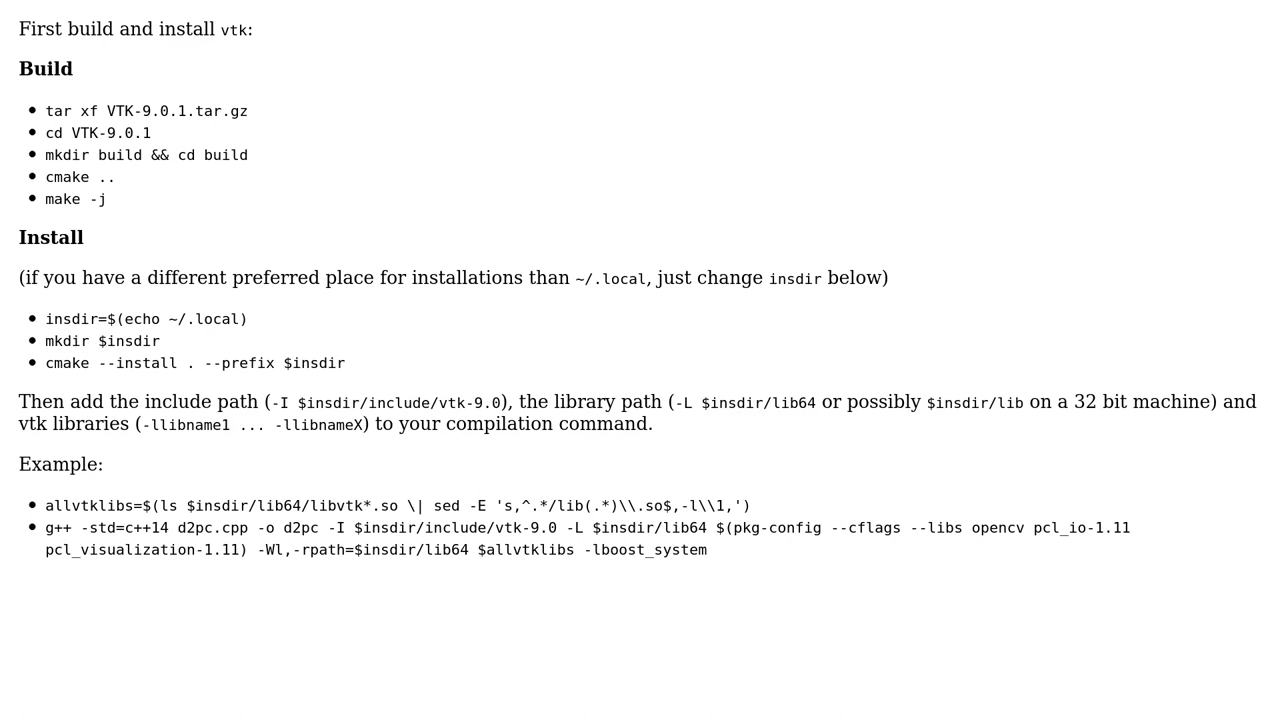 First build and install vtk:
Build
• tar xf VTK-9.0.1.tar.gz
• cd VTK-9.0.1
• mkdir build && cd build
• cmake ..
• make -j
Install
(if you have a different preferred place for installations than ~/.local, just change insdir below)
• insdir=$(echo ~/.local)
• mkdir $insdir
• cmake --install . --prefix $insdir
Then add the include path (-I $insdir/include/vtk-9.0), the library path (-L $insdir/lib64 or possibly $insdir/lib on a 32 bit machine) and
vtk libraries (-llibname1 ... -llibnameX) to your compilation command.
Example:
• allvtklibs=$(ls $insdir/lib64/libvtk*.so \| sed -E 's,^.*/lib(.*)\\.so$,-l\\1,')
• g++ -std=c++14 d2pc.cpp -o d2pc -I $insdir/include/vtk-9.0 -L $insdir/lib64 $(pkg-config --cflags --libs opencv pcl_io-1.11
pcl_visualization-1.11) -Wl,-rpath=$insdir/lib64 $allvtklibs -lboost_system